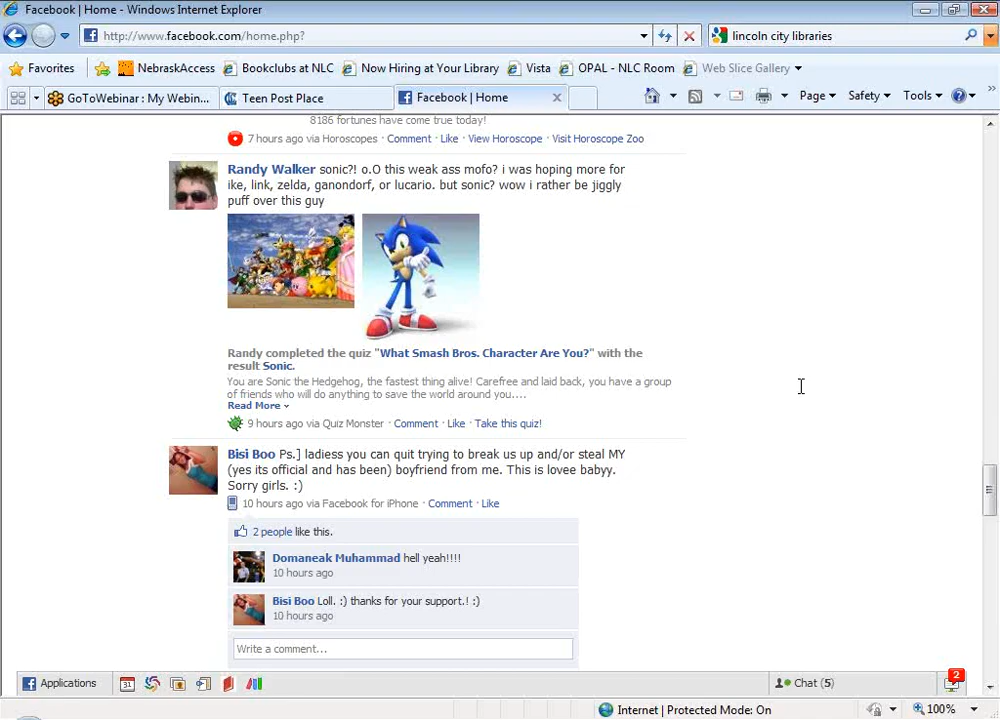 Facebook | Home - Windows Internet Explorer
http://www.facebook.com/home.php?
lincoln city libraries
Favorites NebraskAccess Bookclubs at NLC Now Hiring at Your Library Vista OPAL - NLC Room Web Slice Gallery
GoToWebinar : My Webin... Teen Post Place Facebook | Home Page Safety Tools
8186 fortunes have come true today!
7 hours ago via Horoscopes · Comment · Like · View Horoscope · Visit Horoscope Zoo
Randy Walker sonic?! o.O this weak ass mofo? i was hoping more for
ike, link, zelda, ganondorf, or lucario. but sonic? wow i rather be jiggly
puff over this guy
Randy completed the quiz "What Smash Bros. Character Are You?" with the
result Sonic.
You are Sonic the Hedgehog, the fastest thing alive! Carefree and laid back, you have a group
of friends who will do anything to save the world around you....
Read More
9 hours ago via Quiz Monster · Comment · Like · Take this quiz!
Bisi Boo Ps.] ladiess you can quit trying to break us up and/or steal MY
(yes its official and has been) boyfriend from me. This is lovee babyy.
Sorry girls. :)
10 hours ago via Facebook for iPhone · Comment · Like
2 people like this.
Domaneak Muhammad hell yeah!!!!
10 hours ago
Bisi Boo Loll. :) thanks for your support.! :)
10 hours ago
Write a comment...
Applications 31 Chat (5) 2
Internet | Protected Mode: On 100%